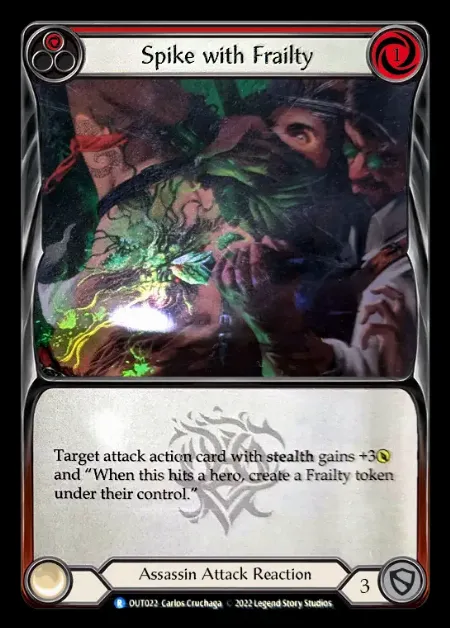 Spike with Frailty
1
Target attack action card with stealth gains +3
and “When this hits a hero, create a Frailty token
under their control.”
Assassin Attack Reaction
3
R OUT022 Carlos Cruchaga © 2022 Legend Story Studios